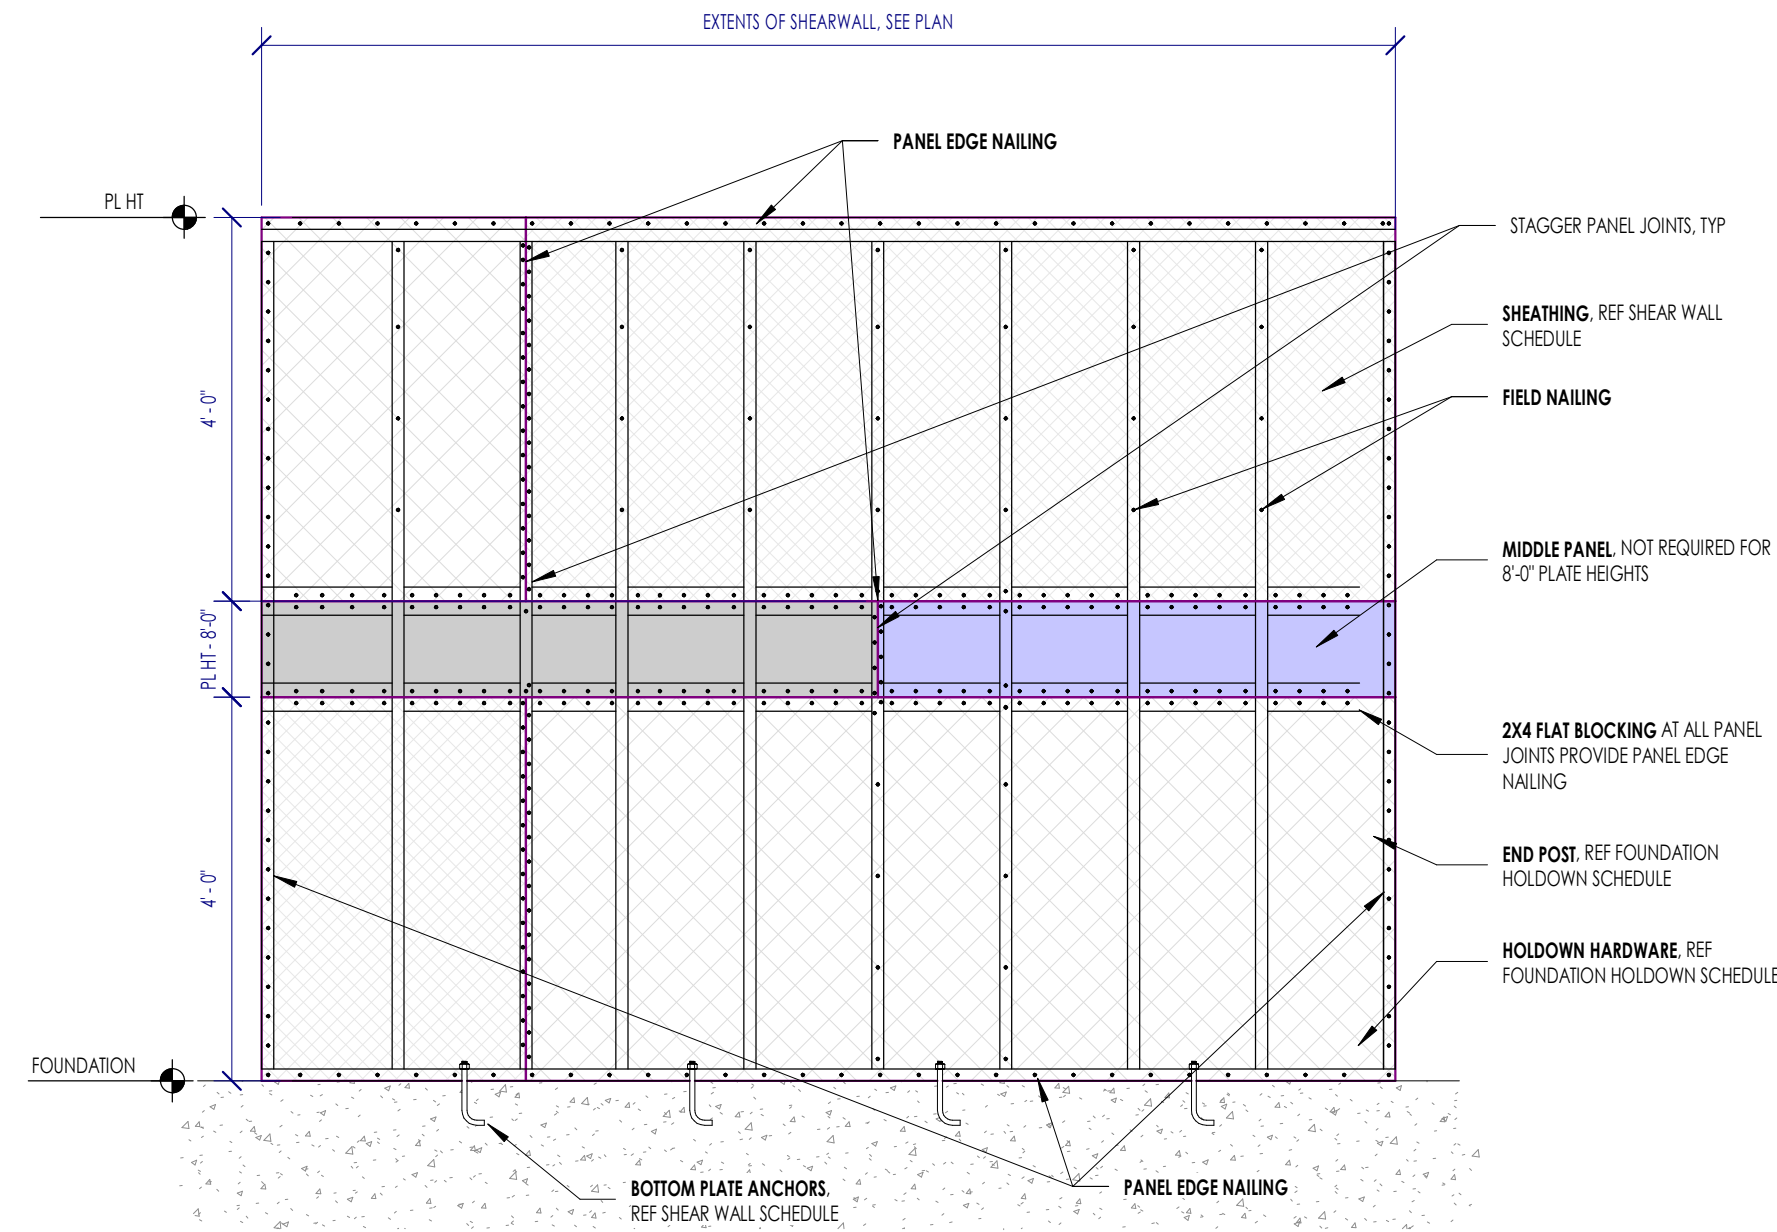 EXTENTS OF SHEARWALL, SEE PLAN
PANEL EDGE NAILING
PL HT
STAGGER PANEL JOINTS, TYP
SHEATHING, REF SHEAR WALL
SCHEDULE
4' - 0"
FIELD NAILING
MIDDLE PANEL, NOT REQUIRED FOR
8'-0" PLATE HEIGHTS
PL HT - 8'-0"
2X4 FLAT BLOCKING AT ALL PANEL
JOINTS PROVIDE PANEL EDGE
NAILING
4' - 0"
END POST, REF FOUNDATION
HOLDOWN SCHEDULE
HOLDOWN HARDWARE, REF
FOUNDATION HOLDOWN SCHEDULE
FOUNDATION
BOTTOM PLATE ANCHORS,
REF SHEAR WALL SCHEDULE
PANEL EDGE NAILING